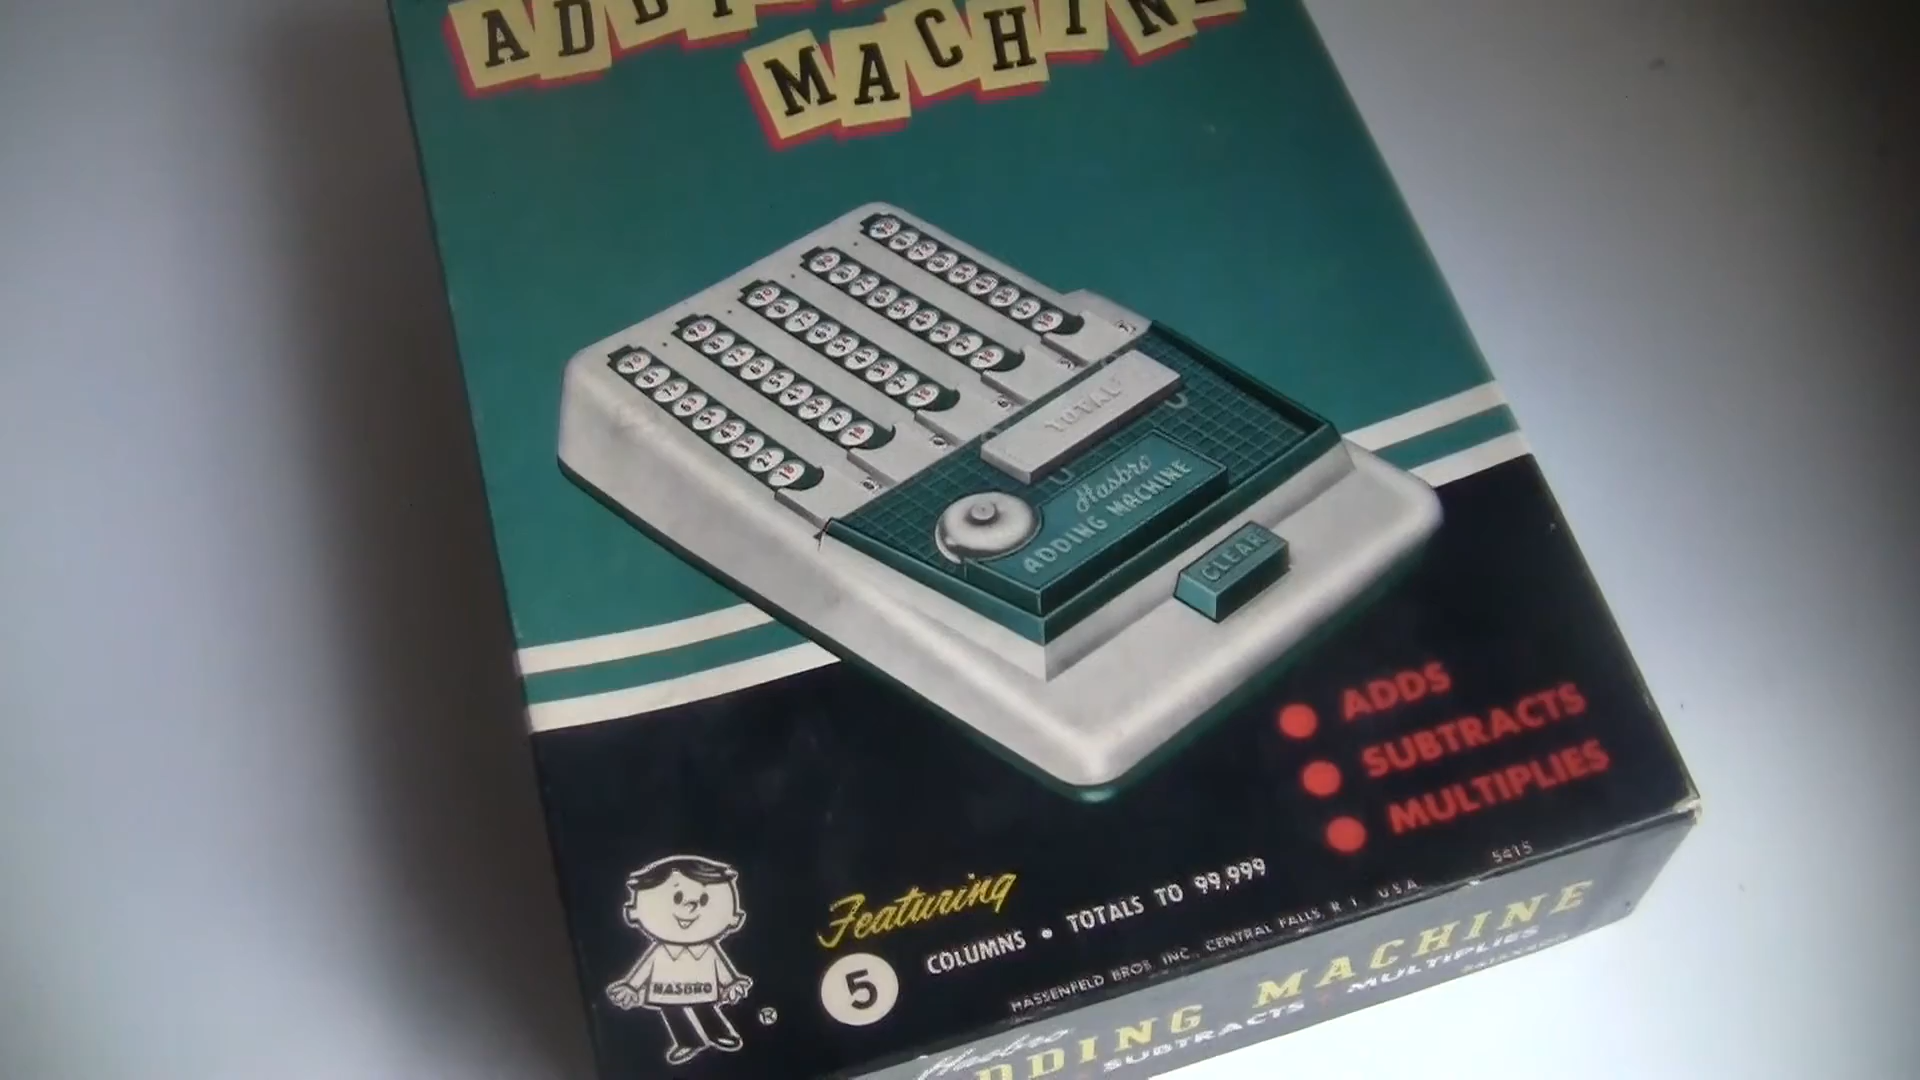 ADDING
MACHINE
TOTAL
Hasbro
ADDING MACHINE
CLEAR
ADDS
SUBTRACTS
MULTIPLIES
Featuring
5 COLUMNS • TOTALS TO 99,999
HASBRO
®
HASSENFELD BROS. INC., CENTRAL FALLS, R. I. U.S.A.
5415
Hasbro
ADDING MACHINE
SUBTRACTS • MULTIPLIES